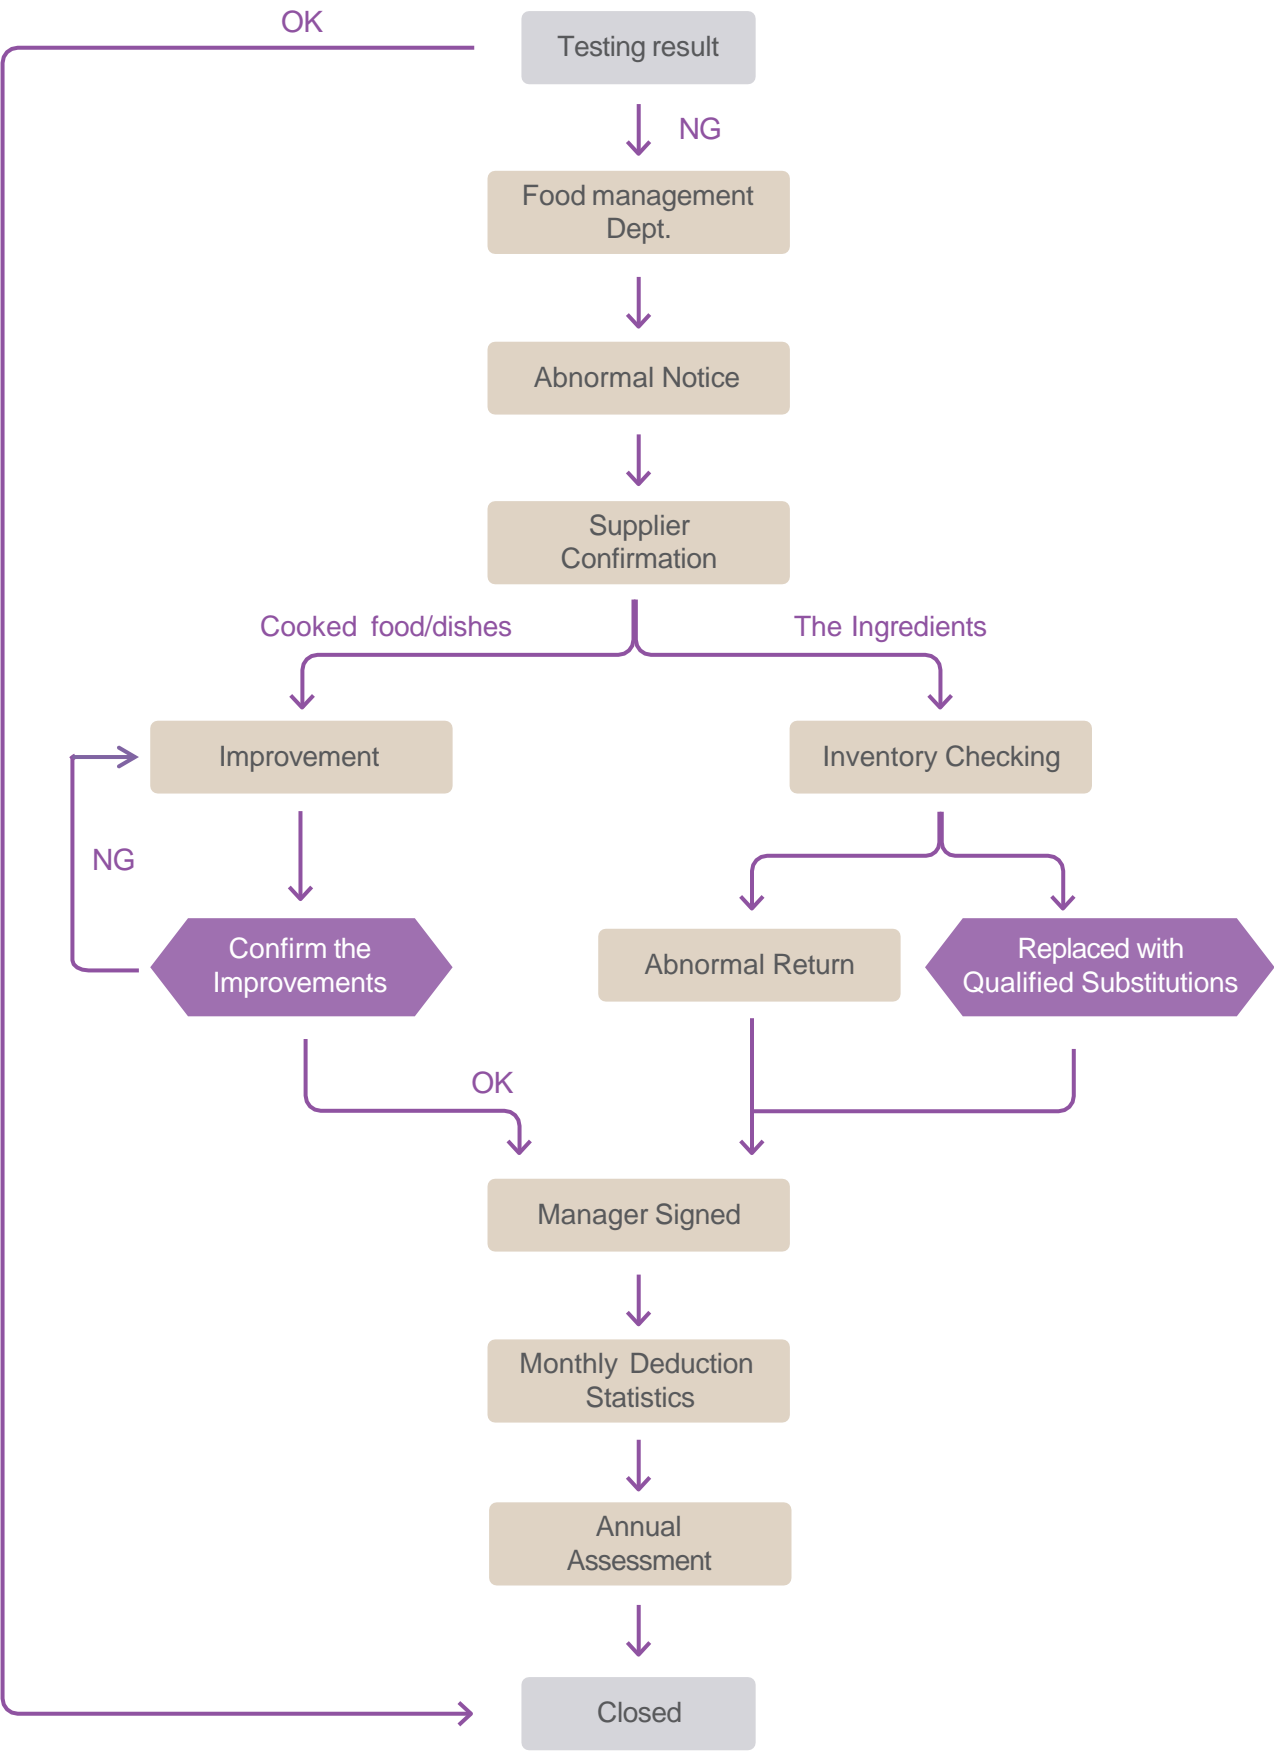 OK
Testing result
NG
Food management
Dept.
Abnormal Notice
Supplier
Confirmation
Cooked food/dishes
The Ingredients
Improvement
Inventory Checking
NG
Confirm the
Improvements
Abnormal Return
Replaced with
Qualified Substitutions
OK
Manager Signed
Monthly Deduction
Statistics
Annual
Assessment
Closed